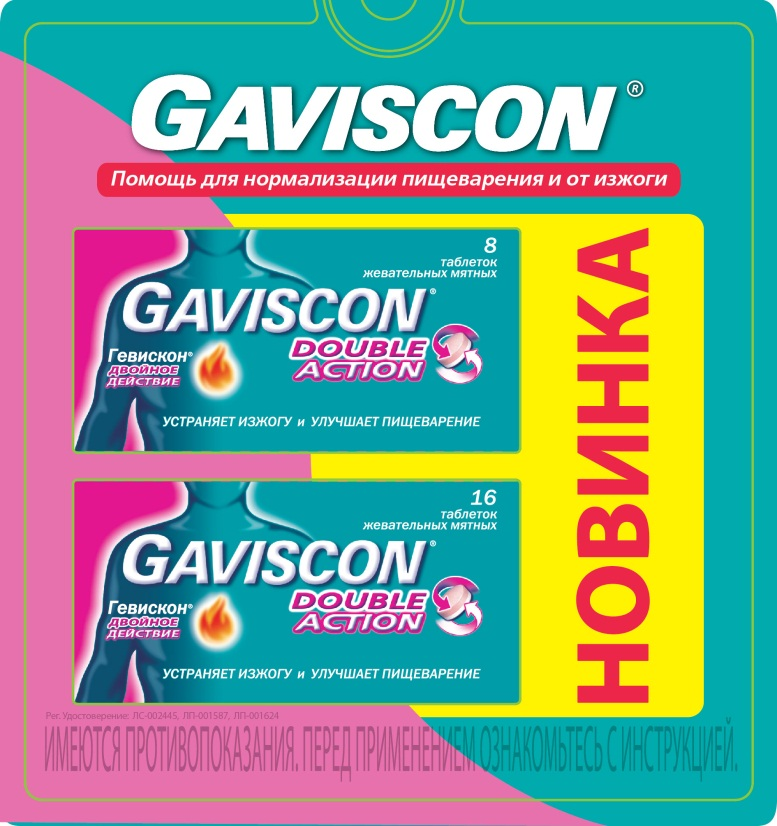 GAVISCON®
Помощь для нормализации пищеварения и от изжоги
8
таблеток
жевательных мятных
GAVISCON®
Гевискон®
ДВОЙНОЕ
ДЕЙСТВИЕ
DOUBLE
ACTION
УСТРАНЯЕТ ИЗЖОГУ и УЛУЧШАЕТ ПИЩЕВАРЕНИЕ
16
таблеток
жевательных мятных
GAVISCON®
Гевискон®
ДВОЙНОЕ
ДЕЙСТВИЕ
DOUBLE
ACTION
УСТРАНЯЕТ ИЗЖОГУ и УЛУЧШАЕТ ПИЩЕВАРЕНИЕ
НОВИНКА
Рег. Удостоверение: ЛС-002445, ЛП-001587, ЛП-001624
ИМЕЮТСЯ ПРОТИВОПОКАЗАНИЯ. ПЕРЕД ПРИМЕНЕНИЕМ ОЗНАКОМЬТЕСЬ С ИНСТРУКЦИЕЙ.